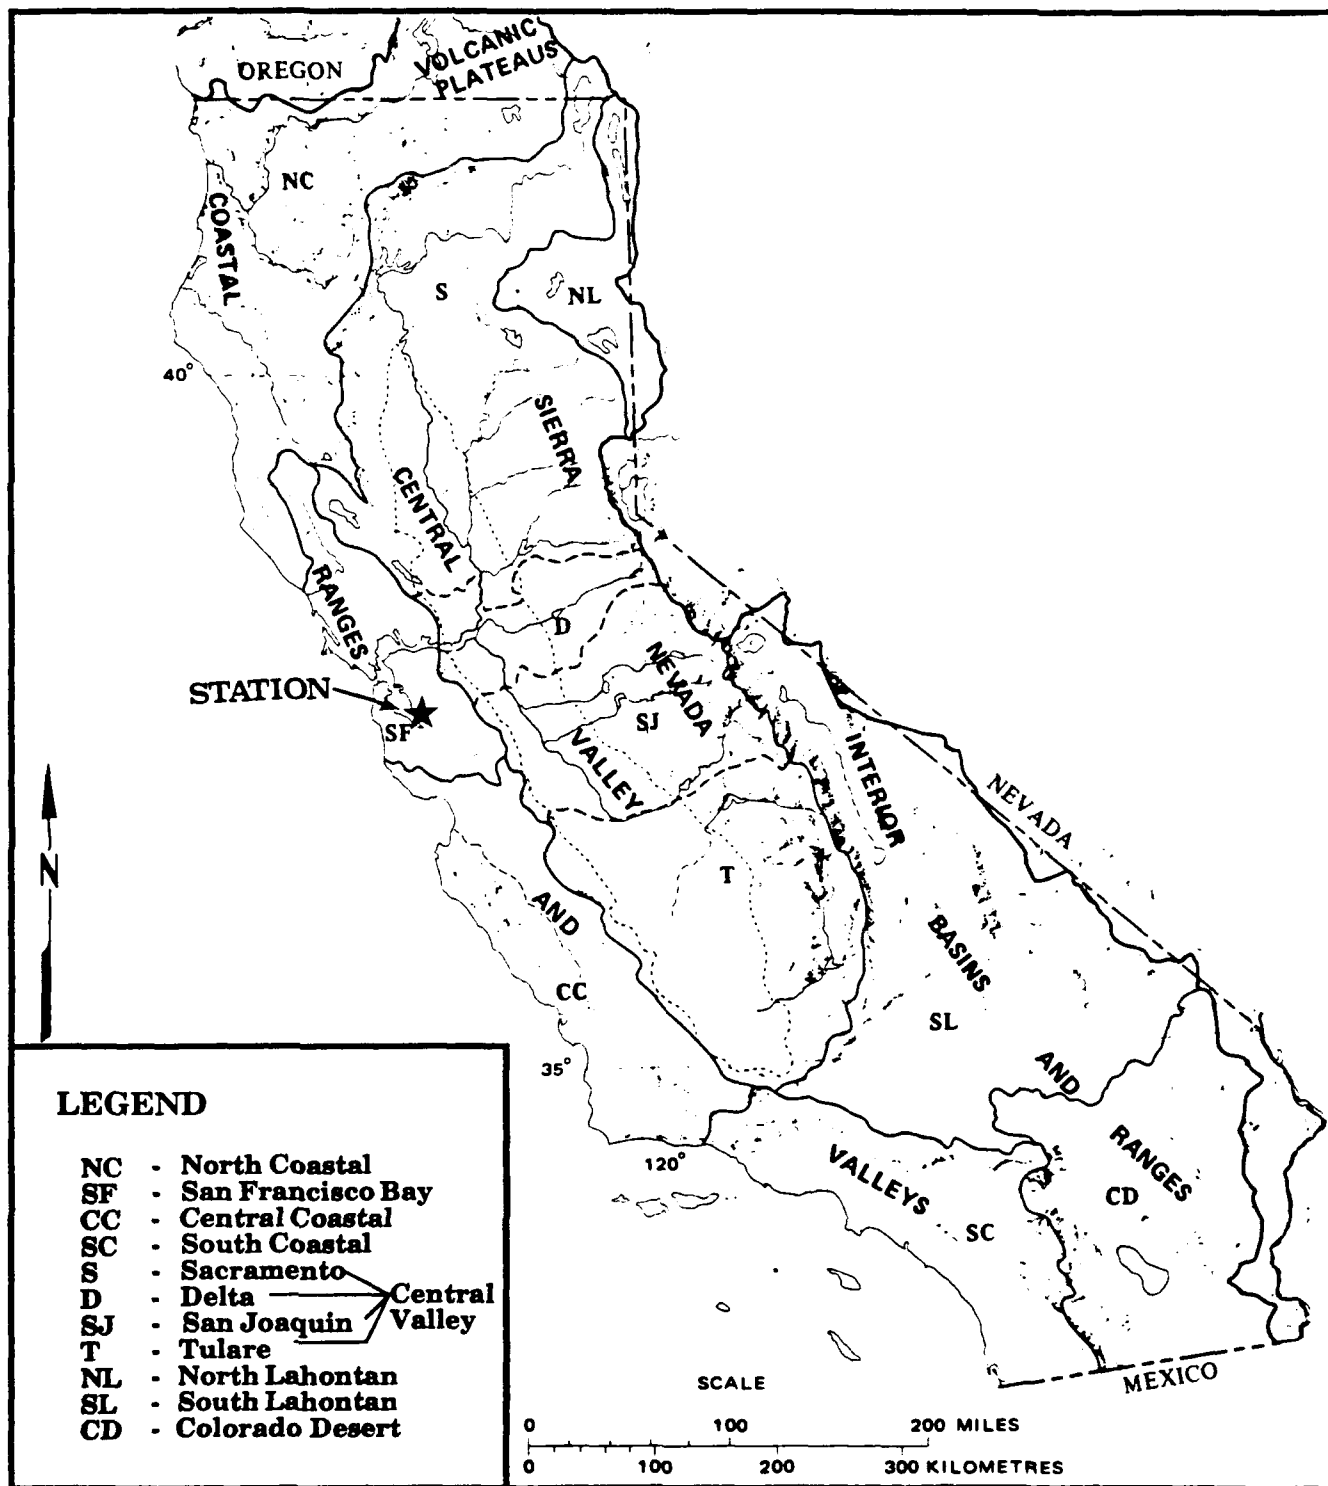 OREGON
VOLCANIC
PLATEAUS
NC
COASTAL
S
NL
40°
SIERRA
CENTRAL
RANGES
D
NEVADA
STATION
SF
SJ
VALLEY
INTERIOR
NEVADA
N
T
AND
BASINS
CC
SL
35°
AND
120°
VALLEYS
RANGES
CD
SC
MEXICO
LEGEND
NC - North Coastal
SF - San Francisco Bay
CC - Central Coastal
SC - South Coastal
S - Sacramento
D - Delta
SJ - San Joaquin
T - Tulare
Central
Valley
NL - North Lahontan
SL - South Lahontan
CD - Colorado Desert
SCALE
0 100 200 MILES
0 100 200 300 KILOMETRES